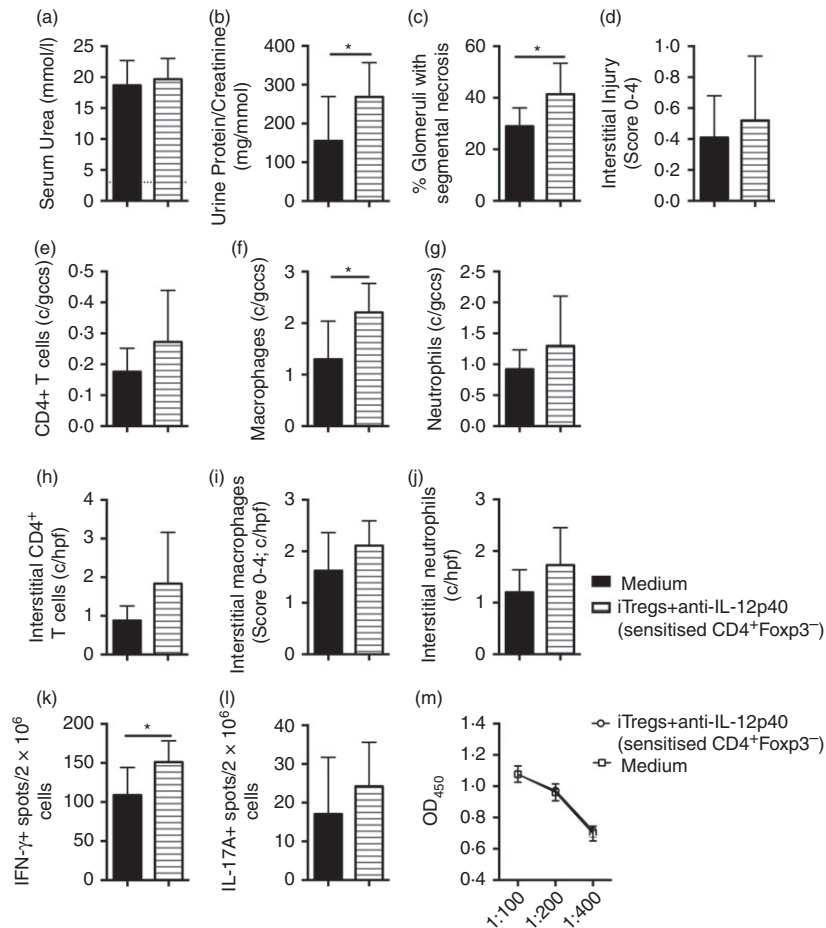 (a)
Serum Urea (mmol/l)
25
20
15
10
5
0
(b)
Urine Protein/Creatinine
(mg/mmol)
400
300
200
100
0
*
(c)
% Glomeruli with
segmental necrosis
60
40
20
0
*
(d)
Interstitial Injury
(Score 0-4)
1·0
0·8
0·6
0·4
0·2
0·0
(e)
CD4+ T cells (c/gccs)
0·5
0·4
0·3
0·2
0·1
0·0
(f)
Macrophages (c/gccs)
3
2
1
0
*
(g)
Neutrophils (c/gccs)
2·5
2·0
1·5
1·0
0·5
0·0
(h)
Interstitial CD4⁺
T cells (c/hpf)
4
3
2
1
0
(i)
Interstitial macrophages
(Score 0-4; c/hpf)
3
2
1
0
(j)
Interstitial neutrophils
(c/hpf)
3
2
1
0
Medium
iTregs+anti-IL-12p40
(sensitised CD4⁺Foxp3⁻)
(k)
IFN-γ+ spots/2 × 10⁶
cells
200
150
100
50
0
*
(l)
IL-17A+ spots/2 × 10⁶
cells
40
30
20
10
0
(m)
OD₄₅₀
1·4
1·2
1·0
0·8
0·6
0·4
1:100
1:200
1:400
iTregs+anti-IL-12p40
(sensitised CD4⁺Foxp3⁻)
Medium